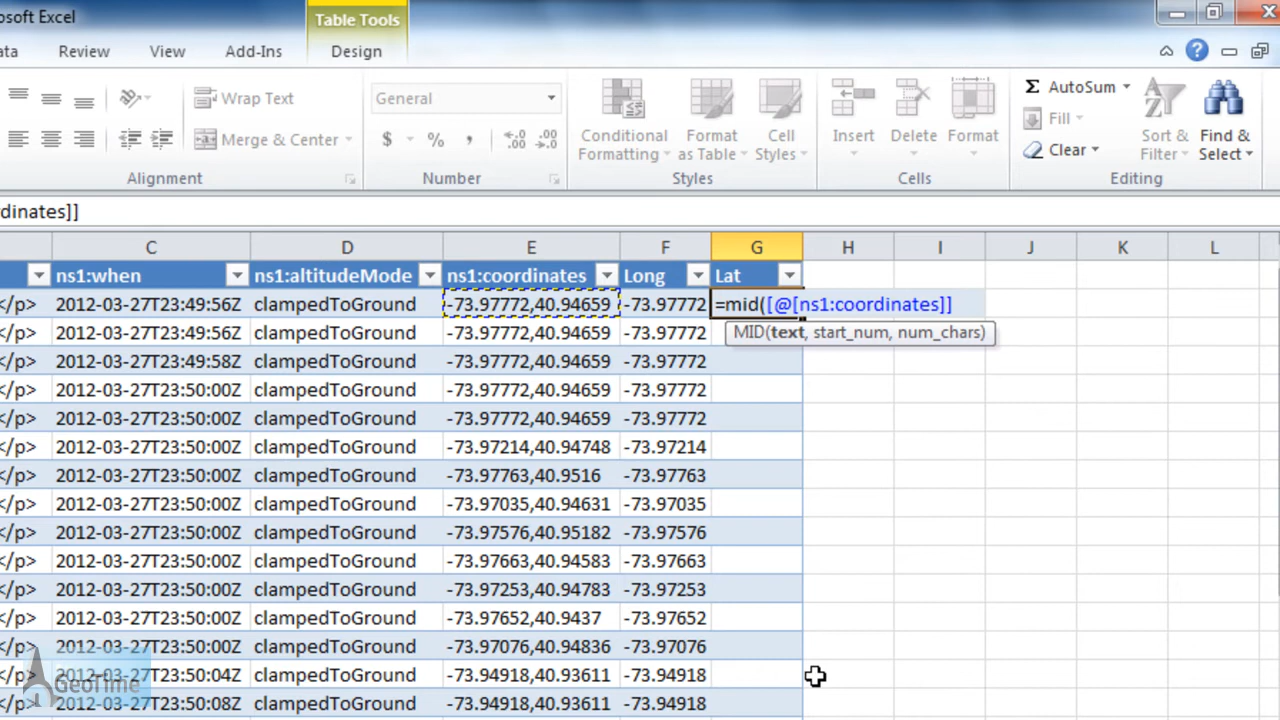 osoft Excel
Table Tools
ata Review View Add-Ins Design
Wrap Text General Σ AutoSum
Merge & Center $ % , Conditional Formatting Format as Table Cell Styles Insert Delete Format Fill Clear Sort & Filter Find & Select
Alignment Number Styles Cells Editing
rdinates]]
C D E F G H I J K L
ns1:when ns1:altitudeMode ns1:coordinates Long Lat
</p> 2012-03-27T23:49:56Z clampedToGround -73.97772,40.94659 -73.97772 =mid([@[ns1:coordinates]]
2012-03-27T23:49:56Z clampedToGround -73.97772,40.94659 -73.97772 MID(text, start_num, num_chars)
</p> 2012-03-27T23:49:58Z clampedToGround -73.97772,40.94659 -73.97772
</p> 2012-03-27T23:50:00Z clampedToGround -73.97772,40.94659 -73.97772
</p> 2012-03-27T23:50:00Z clampedToGround -73.97772,40.94659 -73.97772
</p> 2012-03-27T23:50:00Z clampedToGround -73.97214,40.94748 -73.97214
</p> 2012-03-27T23:50:00Z clampedToGround -73.97763,40.9516 -73.97763
</p> 2012-03-27T23:50:00Z clampedToGround -73.97035,40.94631 -73.97035
</p> 2012-03-27T23:50:00Z clampedToGround -73.97576,40.95182 -73.97576
</p> 2012-03-27T23:50:00Z clampedToGround -73.97663,40.94583 -73.97663
</p> 2012-03-27T23:50:00Z clampedToGround -73.97253,40.94783 -73.97253
</p> 2012-03-27T23:50:00Z clampedToGround -73.97652,40.9437 -73.97652
</p> 2012-03-27T23:50:00Z clampedToGround -73.97076,40.94836 -73.97076
2012-03-27T23:50:04Z clampedToGround -73.94918,40.93611 -73.94918
GeoTime
</p> 2012-03-27T23:50:08Z clampedToGround -73.94918,40.93611 -73.94918